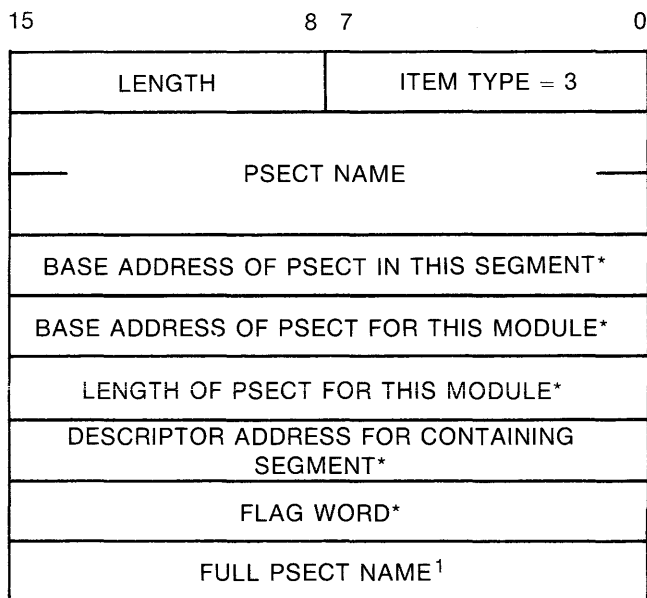 15 8 7 0
LENGTH ITEM TYPE = 3
PSECT NAME
BASE ADDRESS OF PSECT IN THIS SEGMENT*
BASE ADDRESS OF PSECT FOR THIS MODULE*
LENGTH OF PSECT FOR THIS MODULE*
DESCRIPTOR ADDRESS FOR CONTAINING
SEGMENT*
FLAG WORD*
FULL PSECT NAME¹